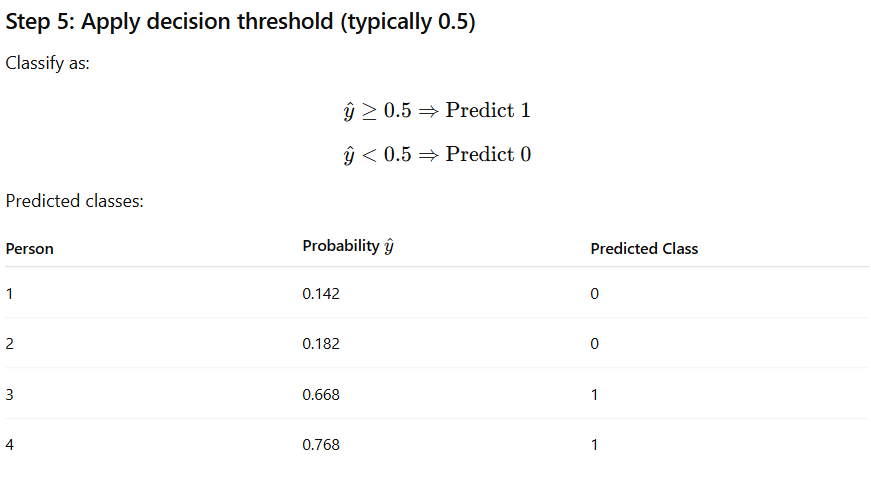 Step 5: Apply decision threshold (typically 0.5)
Classify as:
ŷ ≥ 0.5 ⇒ Predict 1
ŷ < 0.5 ⇒ Predict 0
Predicted classes:
Person Probability ŷ Predicted Class
1 0.142 0
2 0.182 0
3 0.668 1
4 0.768 1